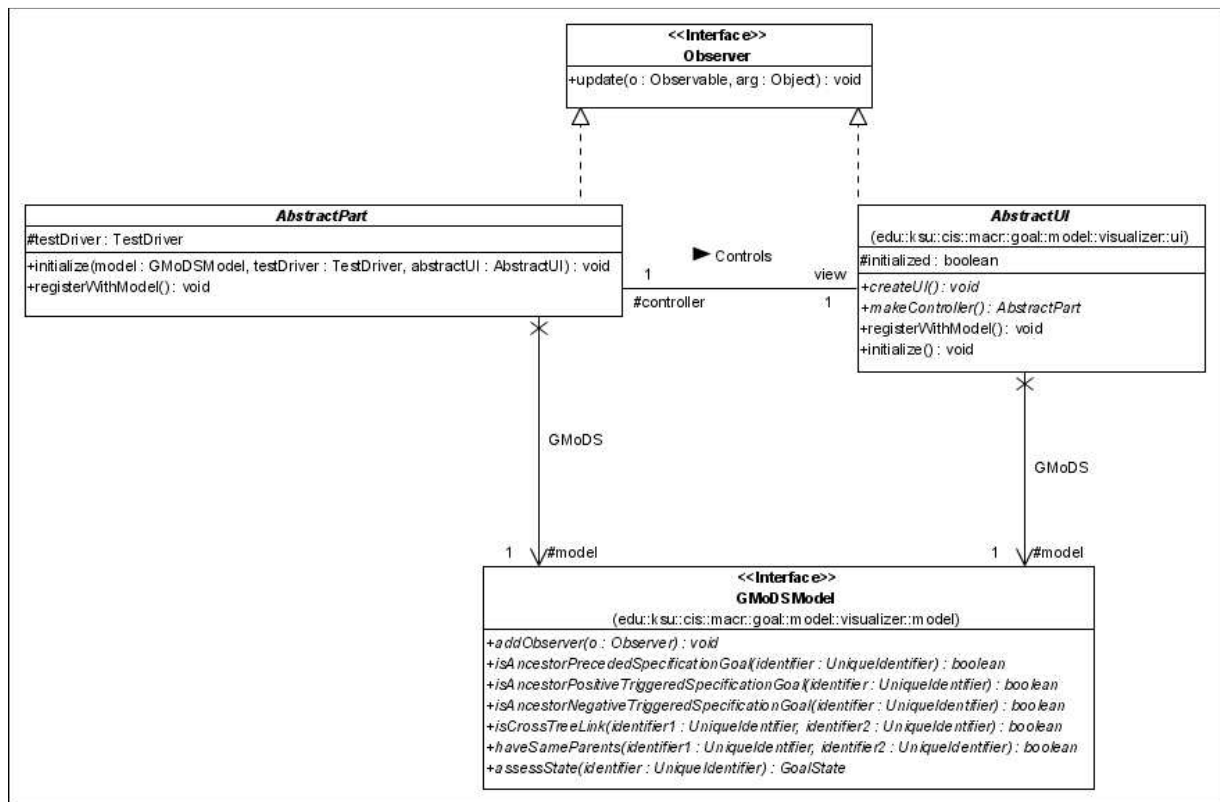 <<Interface>>
Observer
+update(o : Observable, arg : Object) : void
AbstractPart
#testDriver : TestDriver
+initialize(model : GMoDSModel, testDriver : TestDriver, abstractUI : AbstractUI) : void
+registerWithModel() : void
Controls
1 view
#controller 1
AbstractUI
(edu::ksu::cis::macr::goal::model::visualizer::ui)
#initialized : boolean
+createUI() : void
+makeController() : AbstractPart
+registerWithModel() : void
+initialize() : void
GMoDS
GMoDS
1 #model
1 #model
<<Interface>>
GMoDSModel
(edu::ksu::cis::macr::goal::model::visualizer::model)
+addObserver(o : Observer) : void
+isAncestorPrecededSpecificationGoal(identifier : UniqueIdentifier) : boolean
+isAncestorPositiveTriggeredSpecificationGoal(identifier : UniqueIdentifier) : boolean
+isAncestorNegativeTriggeredSpecificationGoal(identifier : UniqueIdentifier) : boolean
+isCrossTreeLink(identifier1 : UniqueIdentifier, identifier2 : UniqueIdentifier) : boolean
+haveSameParents(identifier1 : UniqueIdentifier, identifier2 : UniqueIdentifier) : boolean
+assessState(identifier : UniqueIdentifier) : GoalState